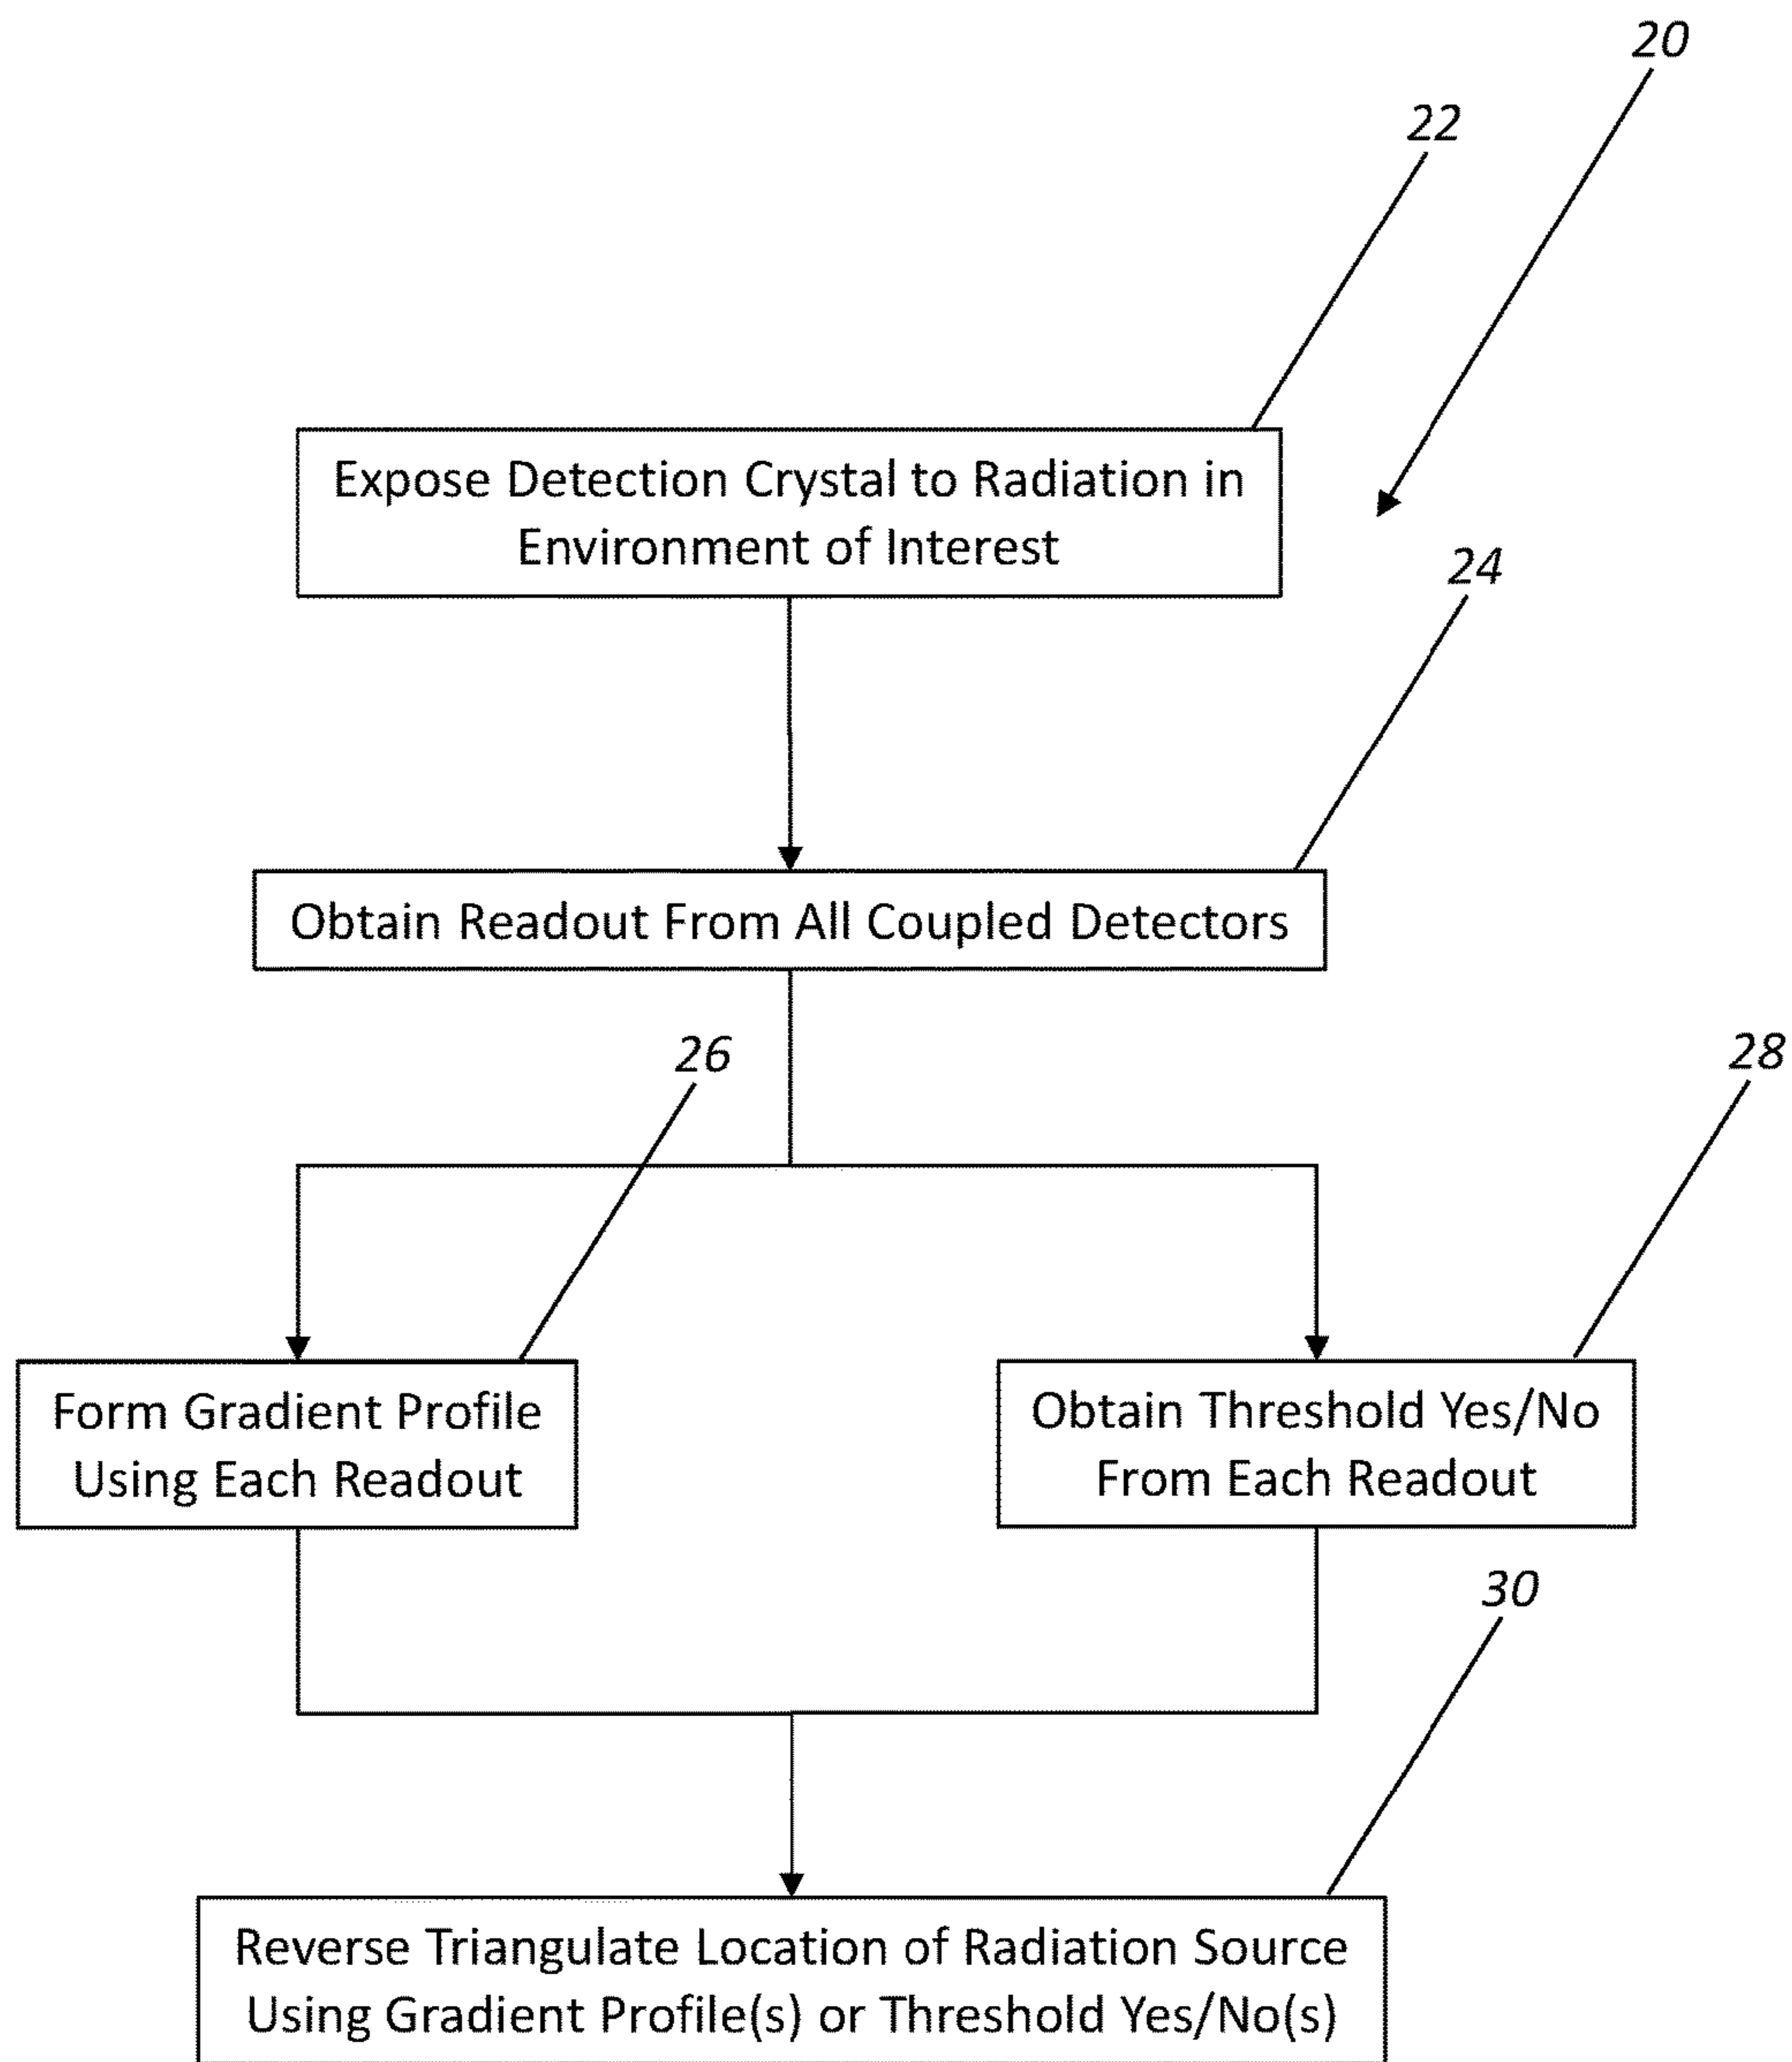 20
22
Expose Detection Crystal to Radiation in
Environment of Interest
24
Obtain Readout From All Coupled Detectors
26
28
Form Gradient Profile
Using Each Readout
Obtain Threshold Yes/No
From Each Readout
30
Reverse Triangulate Location of Radiation Source
Using Gradient Profile(s) or Threshold Yes/No(s)